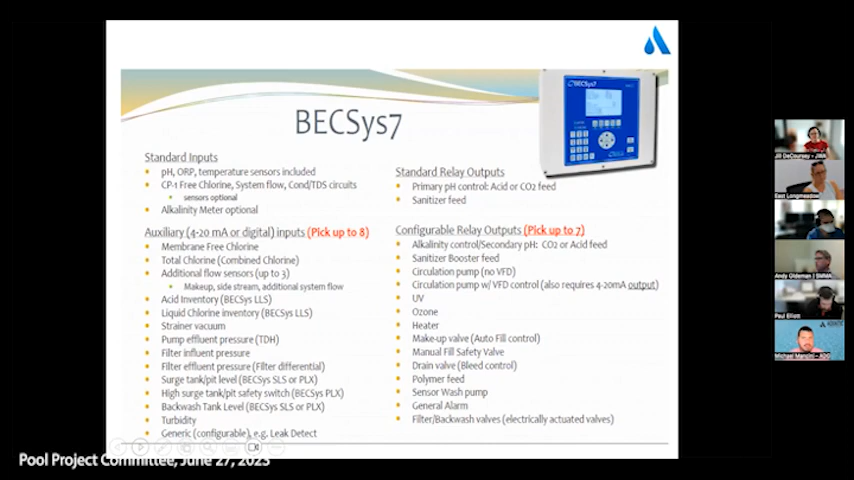 BECSys7
Standard Inputs
pH, ORP, temperature sensors included
CP-1 Free Chlorine, System flow, Cond/TDS circuits
sensors optional
Alkalinity Meter optional
Auxiliary (4-20 mA or digital) inputs (Pick up to 8)
Membrane Free Chlorine
Total Chlorine (Combined Chlorine)
Additional flow sensors (up to 3)
Makeup, side stream, additional system flow
Acid Inventory (BECSys LLS)
Liquid Chlorine inventory (BECSys LLS)
Strainer vacuum
Pump effluent pressure (TDH)
Filter influent pressure
Filter effluent pressure (Filter differential)
Surge tank/pit level (BECSys SLS or PLX)
High surge tank/pit safety switch (BECSys PLX)
Backwash Tank Level (BECSys SLS or PLX)
Turbidity
Generic (configurable), e.g. Leak Detect
Standard Relay Outputs
Primary pH control: Acid or CO2 feed
Sanitizer feed
Configurable Relay Outputs (Pick up to 7)
Alkalinity control/Secondary pH: CO2 or Acid feed
Sanitizer Booster feed
Circulation pump (no VFD)
Circulation pump w/ VFD control (also requires 4-20mA output)
UV
Ozone
Heater
Make-up valve (Auto Fill control)
Manual Fill Safety Valve
Drain valve (Bleed control)
Polymer feed
Sensor Wash pump
General Alarm
Filter/Backwash valves (electrically actuated valves)
BECSys7
Jill DeCoursey - JWA
East Longmeadow
Andy Oldeman | SMMA
Paul Elliott
Michael
Pool Project Committee, June 27, 2023